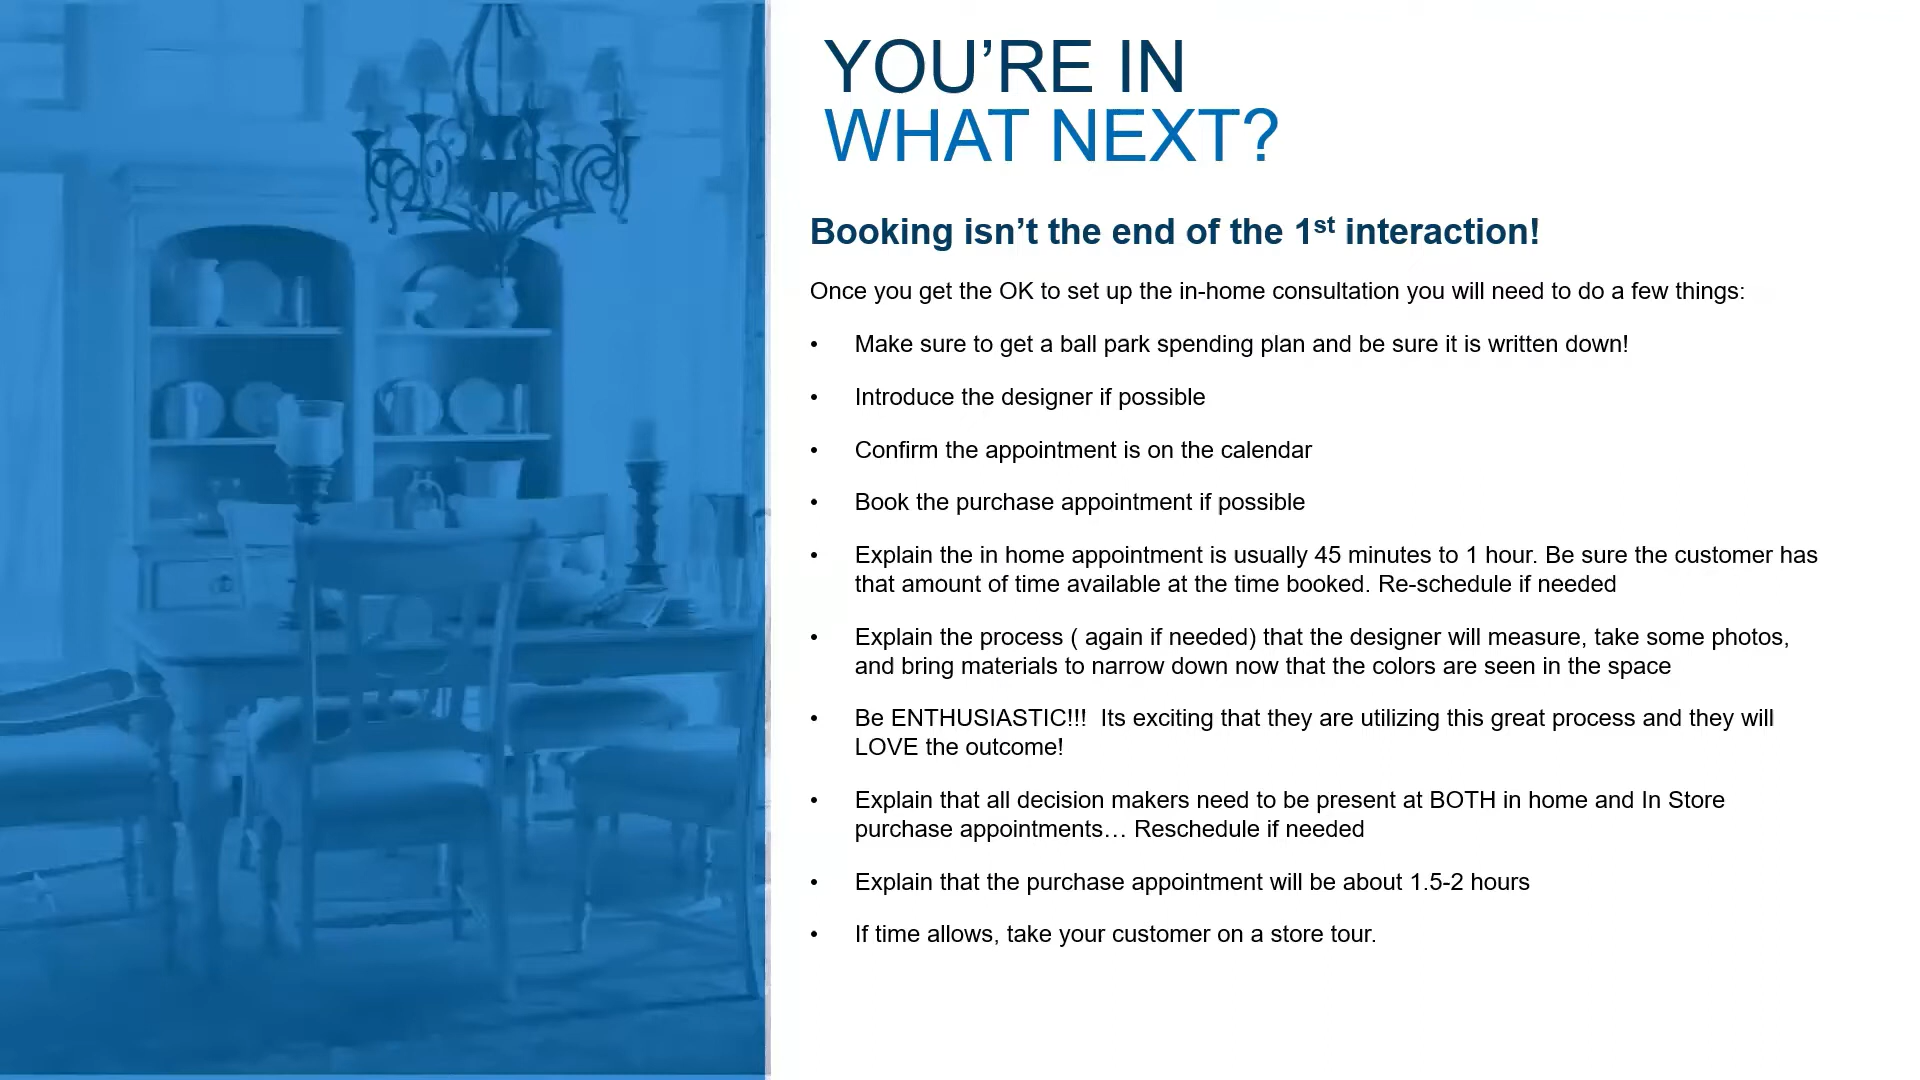 YOU’RE IN
WHAT NEXT?
Booking isn’t the end of the 1st interaction!
Once you get the OK to set up the in-home consultation you will need to do a few things:
• Make sure to get a ball park spending plan and be sure it is written down!
• Introduce the designer if possible
• Confirm the appointment is on the calendar
• Book the purchase appointment if possible
• Explain the in home appointment is usually 45 minutes to 1 hour. Be sure the customer has
that amount of time available at the time booked. Re-schedule if needed
• Explain the process ( again if needed) that the designer will measure, take some photos,
and bring materials to narrow down now that the colors are seen in the space
• Be ENTHUSIASTIC!!!  Its exciting that they are utilizing this great process and they will
LOVE the outcome!
• Explain that all decision makers need to be present at BOTH in home and In Store
purchase appointments… Reschedule if needed
• Explain that the purchase appointment will be about 1.5-2 hours
• If time allows, take your customer on a store tour.